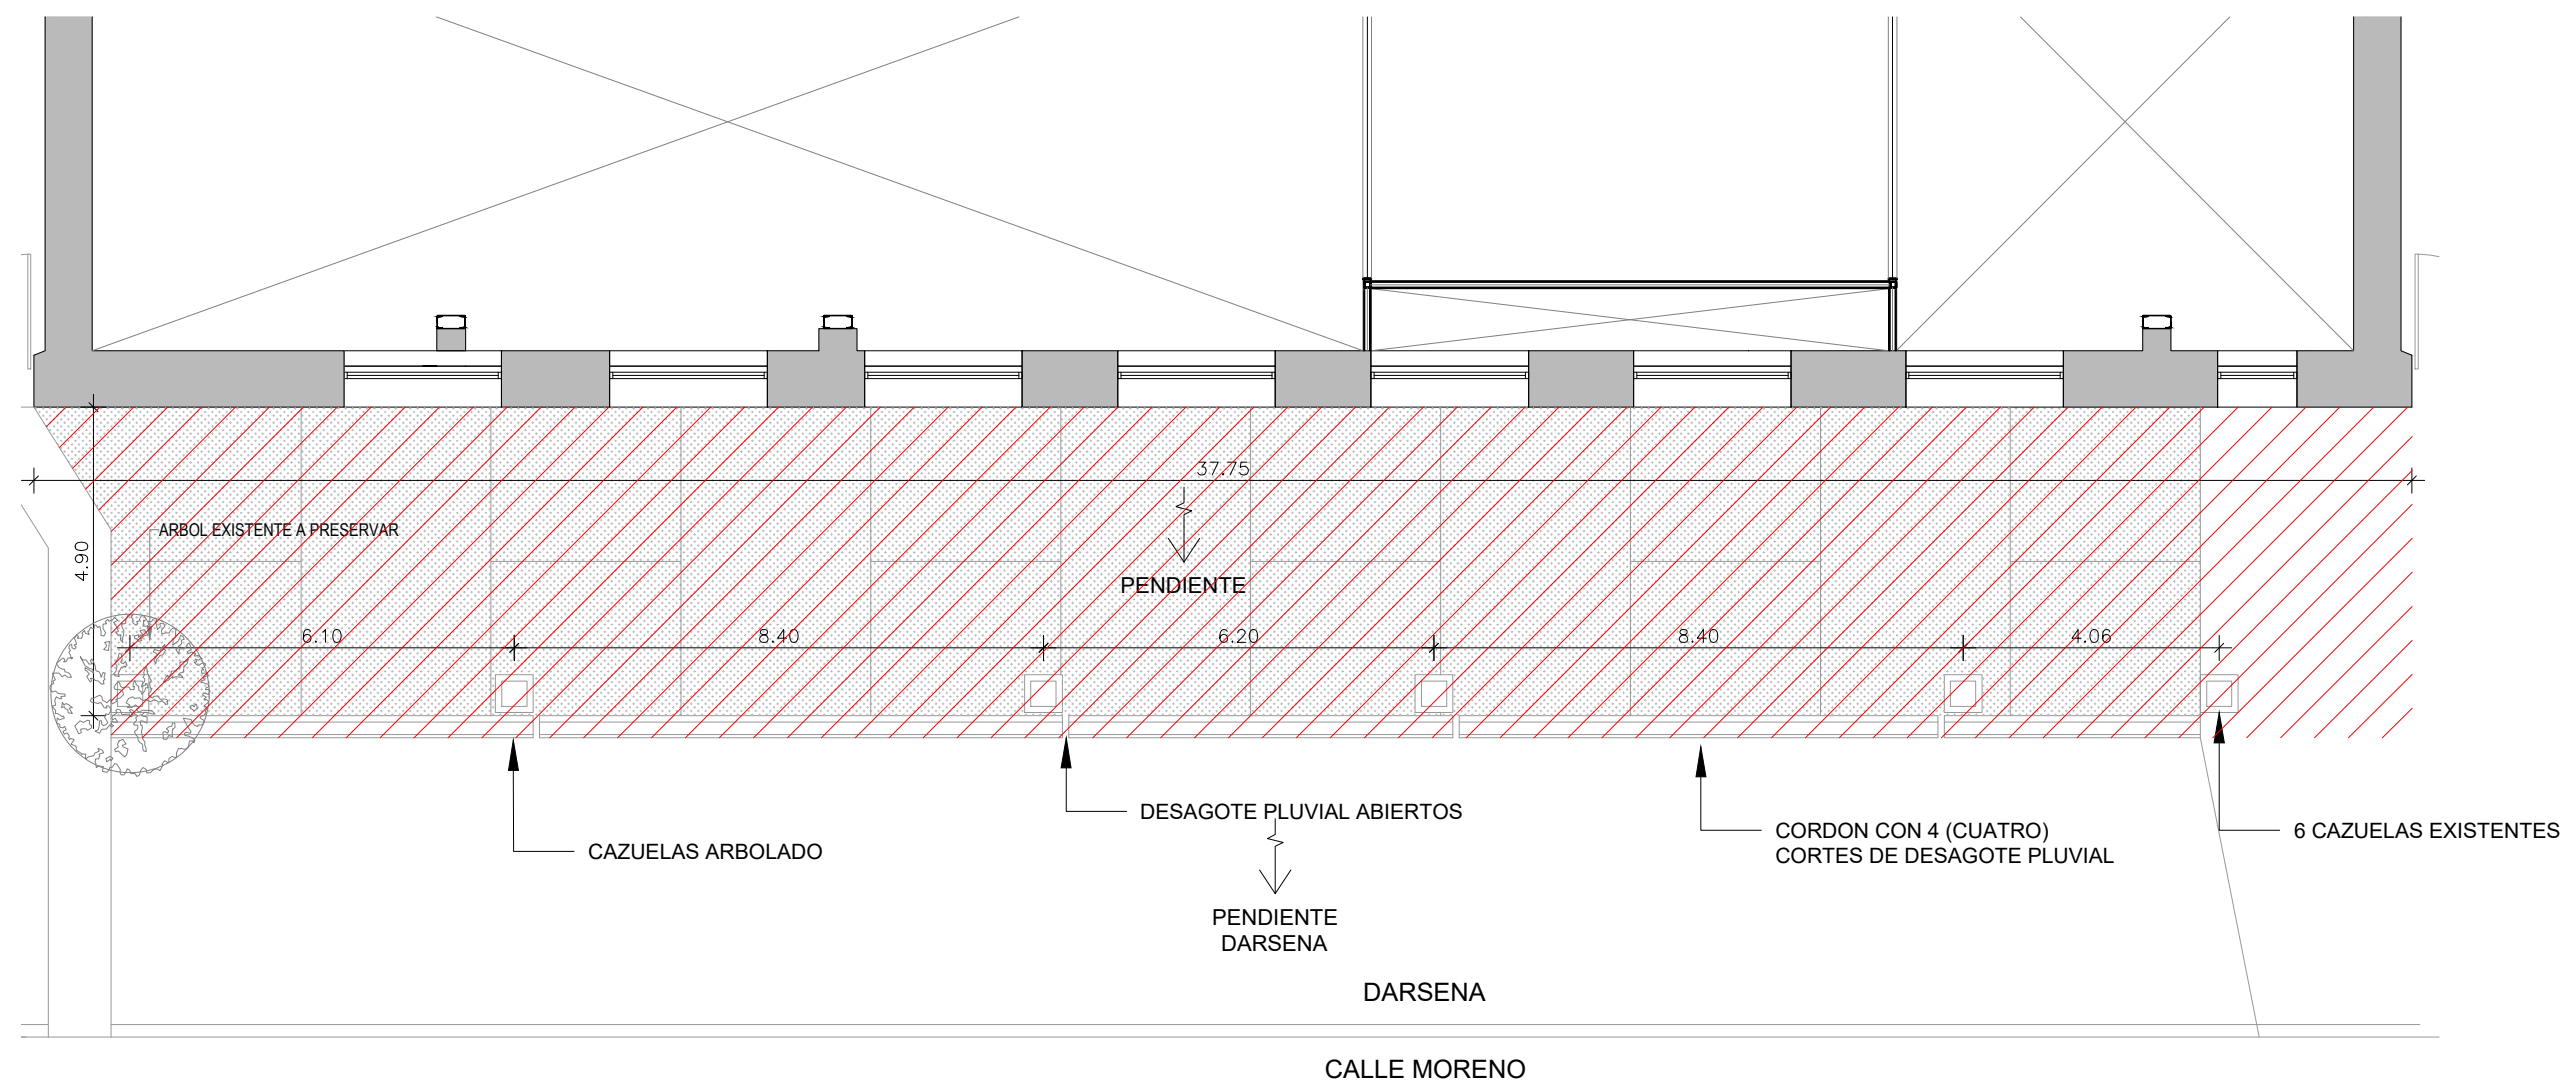 37.75
ARBOL EXISTENTE A PRESERVAR
4.90
PENDIENTE
6.10
8.40
6.20
8.40
4.06
DESAGOTE PLUVIAL ABIERTOS
CAZUELAS ARBOLADO
CORDON CON 4 (CUATRO)
CORTES DE DESAGOTE PLUVIAL
6 CAZUELAS EXISTENTES
PENDIENTE
DARSENA
DARSENA
CALLE MORENO